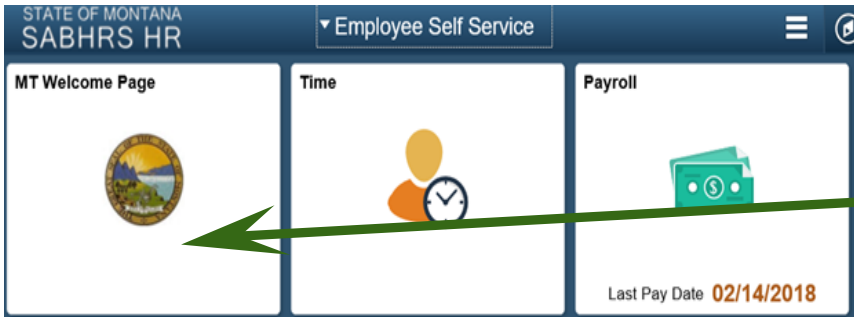 STATE OF MONTANA
SABHRS HR
Employee Self Service
MT Welcome Page
Time
Payroll
$
Last Pay Date 02/14/2018